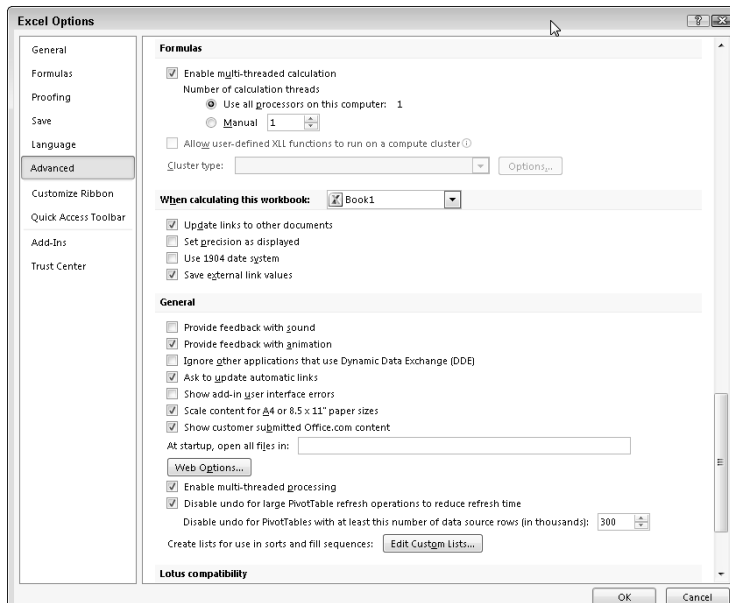 Excel Options
General
Formulas
Proofing
Save
Language
Advanced
Customize Ribbon
Quick Access Toolbar
Add-Ins
Trust Center
Formulas
Enable multi-threaded calculation
Number of calculation threads
Use all processors on this computer: 1
Manual 1
Allow user-defined XLL functions to run on a compute cluster
Cluster type: Options...
When calculating this workbook: Book1
Update links to other documents
Set precision as displayed
Use 1904 date system
Save external link values
General
Provide feedback with sound
Provide feedback with animation
Ignore other applications that use Dynamic Data Exchange (DDE)
Ask to update automatic links
Show add-in user interface errors
Scale content for A4 or 8.5 x 11" paper sizes
Show customer submitted Office.com content
At startup, open all files in:
Web Options...
Enable multi-threaded processing
Disable undo for large PivotTable refresh operations to reduce refresh time
Disable undo for PivotTables with at least this number of data source rows (in thousands): 300
Create lists for use in sorts and fill sequences: Edit Custom Lists...
Lotus compatibility
OK Cancel